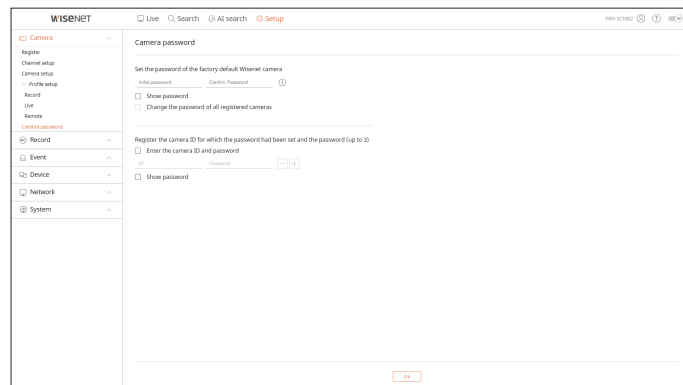 WISENET
Live Search AI search Setup
PRN-3210B2
Camera
Register
Channel setup
Camera setup
Profile setup
Record
Live
Remote
Camera password
Record
Event
Device
Network
System
Camera password
Set the password of the factory default Wisenet camera
Initial password Confirm Password
Show password
Change the password of all registered cameras
Register the camera ID for which the password had been set and the password (up to 3)
Enter the camera ID and password
ID Password
Show password
OK